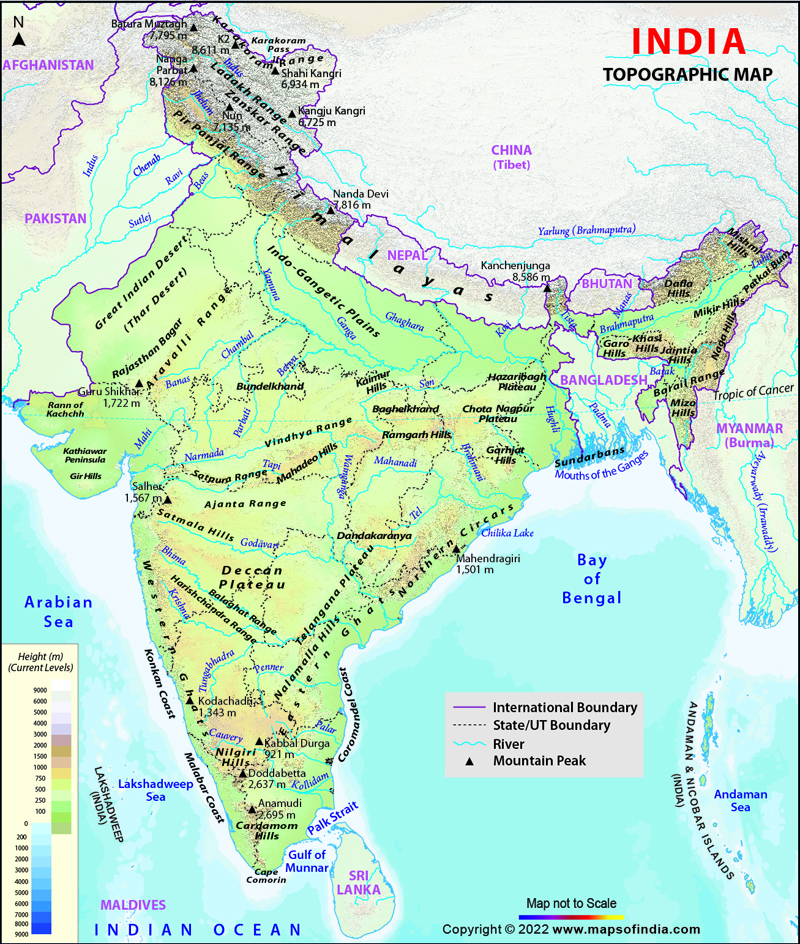 N
INDIA
TOPOGRAPHIC MAP
Batura Muztagh
7,795 m
K2
8,611 m
Karakoram
Pass
Karakoram Range
AFGHANISTAN
Nanga
Parbat
8,126 m
Indus
Shahi Kangri
6,934 m
Ladakh Range
Zanskar Range
Jhelum
Nun
7,135 m
Kangju Kangri
6,725 m
Pir Panjal Range
Indus
Chenab
Ravi
Beas
Sutlej
CHINA
(Tibet)
PAKISTAN
Nanda Devi
7,816 m
Himalayas
NEPAL
Yarlung (Brahmaputra)
Kanchenjunga
8,586 m
BHUTAN
Mishmi
Hills
Lohit
Patkai Bum
Dafla
Hills
Manas
Mikir Hills
Brahmaputra
Great Indian Desert
(Thar Desert)
Indo-Gangetic Plains
Yamuna
Ganga
Ghaghara
Kosi
Tista
Garo
Hills
Khasi
Hills
Jaintia
Hills
Naga Hills
Rajasthan Bagar
Aravalli Range
Chambal
Banas
Betwa
Parbati
Bundelkhand
Kaimur
Hills
Son
Hazaribagh
Plateau
BANGLADESH
Barak
Barail Range
Tropic of Cancer
Guru Shikhar
1,722 m
Rann of
Kachchh
Baghelkhand
Chota Nagpur
Plateau
Hughli
Padma
Mizo
Hills
MYANMAR
(Burma)
Mahi
Vindhya Range
Ramgarh Hills
Kathiawar
Peninsula
Gir Hills
Narmada
Tapi
Satpura Range
Mahadeo Hills
Wainganga
Mahanadi
Brahmani
Garhjat
Hills
Sundarbans
Mouths of the Ganges
Ayeyarwady (Irrawaddy)
Salher
1,567 m
Ajanta Range
Satmala Hills
Godavari
Tel
Dandakaranya
Chilika Lake
Northern Circars
Mahendragiri
1,501 m
Bhima
Deccan
Plateau
Balaghat Range
Harishchandra Range
Krishna
Telangana Plateau
Western Ghats
Eastern Ghats
Nalamalla Hills
Bay
of
Bengal
Arabian
Sea
Height (m)
(Current Levels)
9000
6000
5000
4000
3000
2000
1500
1000
750
500
250
100
0
200
1000
2000
3000
4000
5000
6000
7000
8000
9000
Konkan Coast
Tungabhadra
Penner
Coromandel Coast
Kodachadri
1,343 m
Cauvery
Palar
Kabbal Durga
921 m
Nilgiri
Hills
Doddabetta
2,637 m
Kollidam
Malabar Coast
Anamudi
2,695 m
Cardamom
Hills
Palk Strait
Cape
Comorin
Gulf of
Munnar
SRI
LANKA
LAKSHADWEEP
(INDIA)
Lakshadweep
Sea
MALDIVES
INDIAN OCEAN
International Boundary
State/UT Boundary
River
Mountain Peak
ANDAMAN & NICOBAR ISLANDS
(INDIA)
Andaman
Sea
Map not to Scale
Copyright © 2022 www.mapsofindia.com